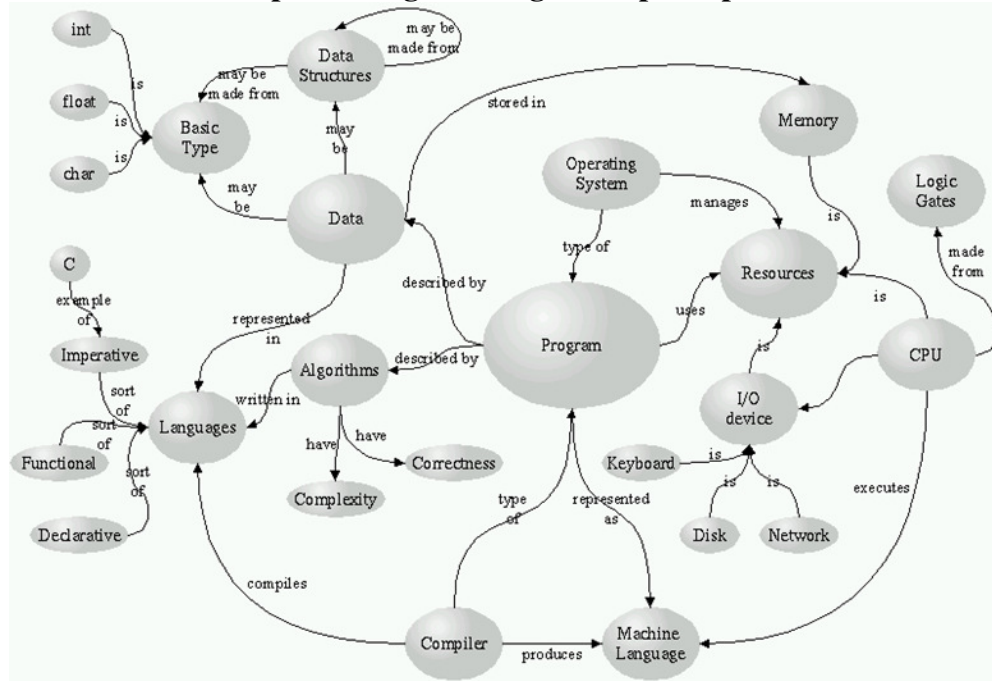 int
float
char
is
is
is
Basic
Type
may be
made from
Data
Structures
may be
made from
may
be
may
be
Data
stored in
Memory
Operating
System
manages
type of
is
Logic
Gates
made
from
Resources
is
uses
is
CPU
described by
Program
C
example
of
Imperative
represented
in
Algorithms
described by
written in
sort
of
sort
of
sort
of
Languages
Functional
Declarative
have
have
Correctness
Complexity
I/O
device
Keyboard
is
is
is
Disk
Network
executes
type
of
represented
as
compiles
Compiler
produces
Machine
Language